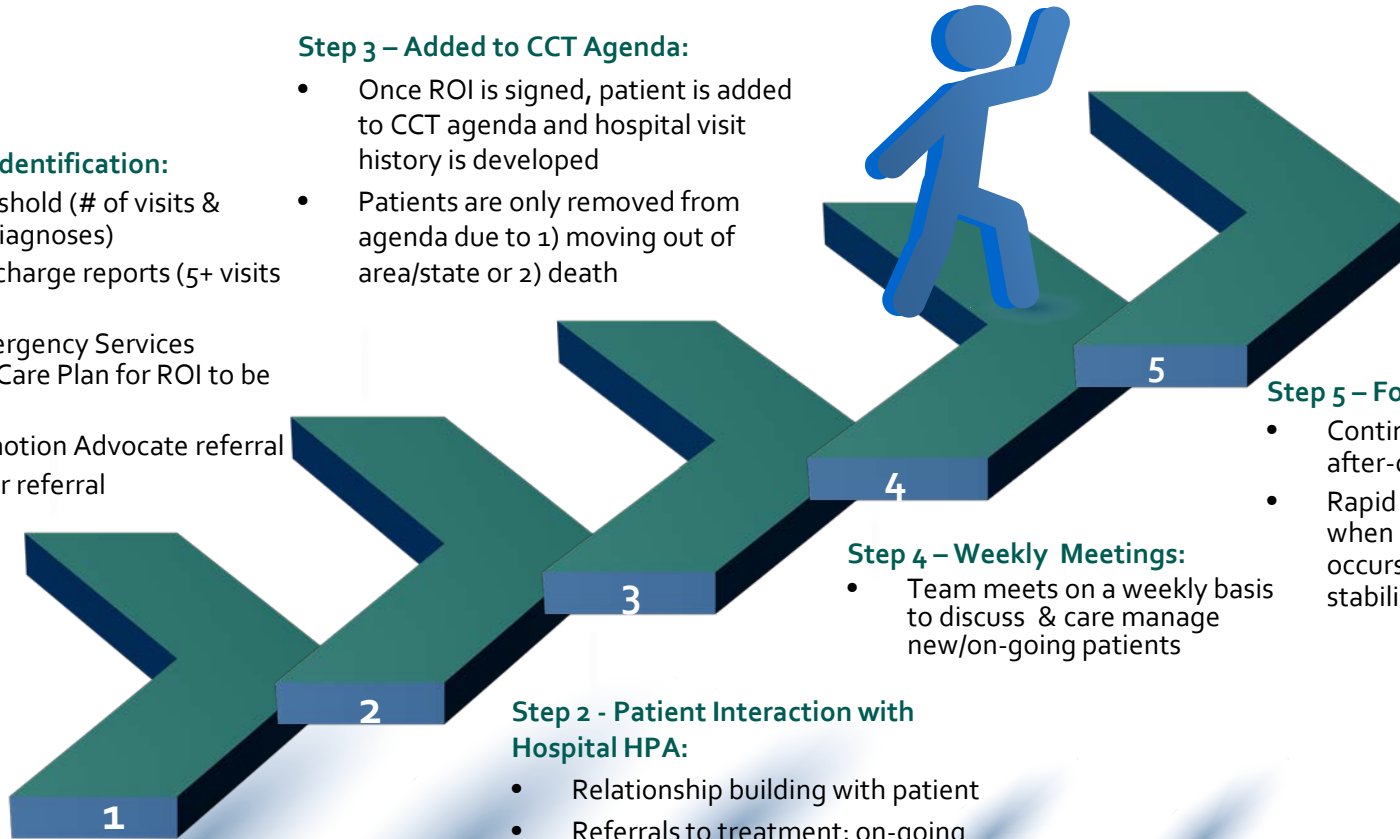 dentification:
shold (# of visits &
iagnoses)
charge reports (5+ visits
ergency Services
Care Plan for ROI to be
notion Advocate referral
r referral
1
Step 2 - Patient Interaction with
Hospital HPA:
• Relationship building with patient
• Referrals to treatment; on-going
2
Step 3 – Added to CCT Agenda:
• Once ROI is signed, patient is added
to CCT agenda and hospital visit
history is developed
• Patients are only removed from
agenda due to 1) moving out of
area/state or 2) death
3
Step 4 – Weekly Meetings:
• Team meets on a weekly basis
to discuss & care manage
new/on-going patients
4
Step 5 – Fo
• Contin
after-c
• Rapid
when
occurs
stabili
5